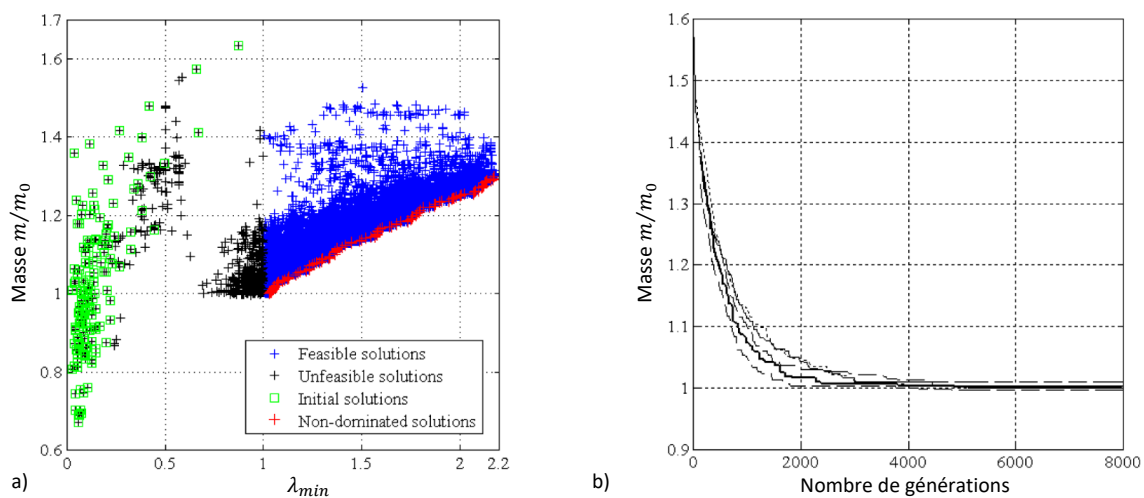 1.7
1.6
1.4
1.2
1
0.8
0.6
0
0.5
1
1.5
2
2.2
Masse m/m₀
λmin
Feasible solutions
Unfeasible solutions
Initial solutions
Non-dominated solutions
a)
1.6
1.5
1.4
1.3
1.2
1.1
1
0.9
0
2000
4000
6000
8000
Masse m/m₀
Nombre de générations
b)